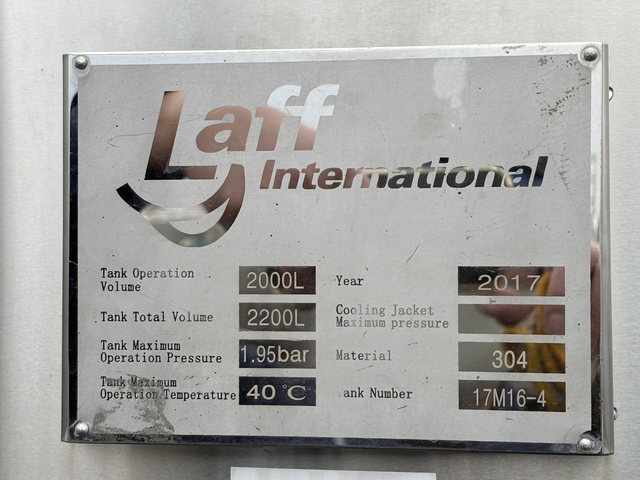 Laff
International
Tank Operation
Volume
2000L
Year
2017
Tank Total Volume
2200L
Cooling Jacket
Maximum pressure
Tank Maximum
Operation Pressure
1.95bar
Material
304
Tank Maximum
Operation Temperature
40°C
ank Number
17M16-4